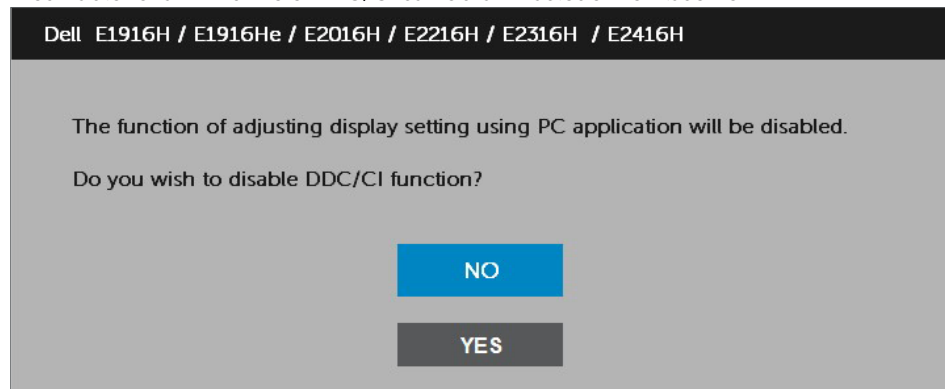 Dell E1916H / E1916He / E2016H / E2216H / E2316H / E2416H
The function of adjusting display setting using PC application will be disabled.
Do you wish to disable DDC/CI function?
NO
YES